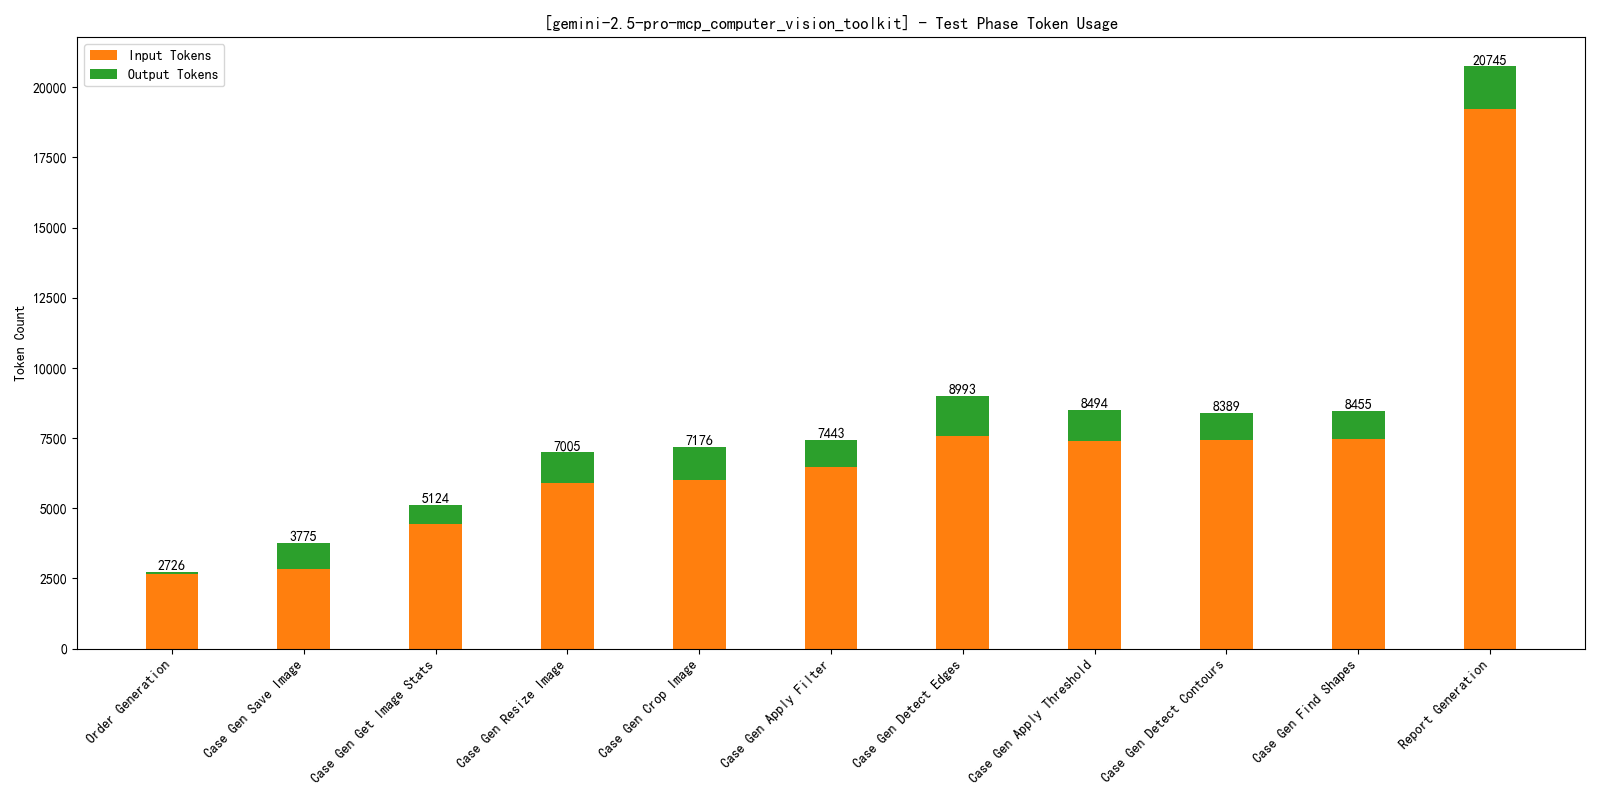 [gemini-2.5-pro-mcp_computer_vision_toolkit] - Test Phase Token Usage
Input Tokens
Output Tokens
Token Count
20000
17500
15000
12500
10000
7500
5000
2500
0
2726
3775
5124
7005
7176
7443
8993
8494
8389
8455
20745
Order Generation
Case Gen Save Image
Case Gen Get Image Stats
Case Gen Resize Image
Case Gen Crop Image
Case Gen Apply Filter
Case Gen Detect Edges
Case Gen Apply Threshold
Case Gen Detect Contours
Case Gen Find Shapes
Report Generation